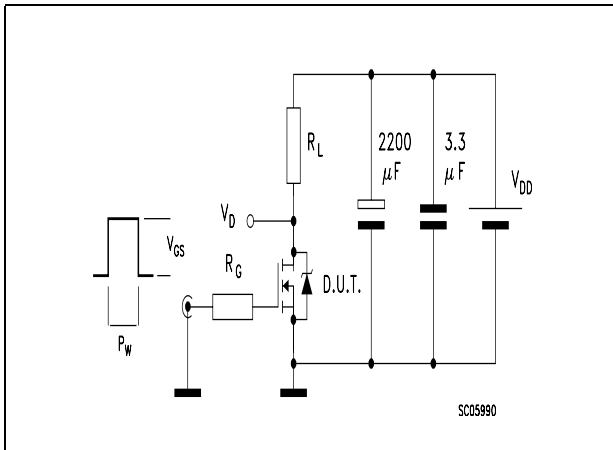 R_L
2200
μF
3.3
μF
V_DD
V_D
V_GS
R_G
D.U.T.
P_W
SC05990